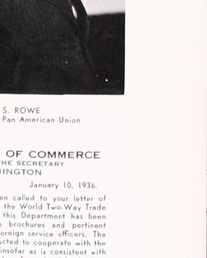 S. ROWE
Pan American Union
OF COMMERCE
THE SECRETARY
INGTON
January 10, 1936.
en called to your letter of
the World Two-Way Trade
this Department has been
e brochures and pertinent
oreign service officers. The
ucted to cooperate with the
insofar as is consistent with